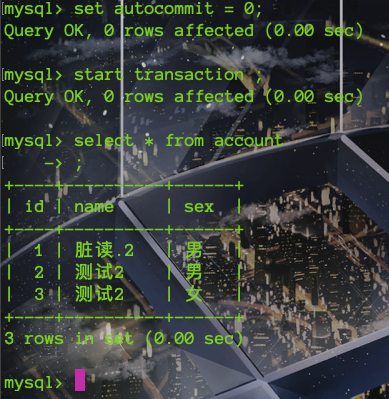 mysql> set autocommit = 0;
Query OK, 0 rows affected (0.00 sec)
mysql> start transaction ;
Query OK, 0 rows affected (0.00 sec)
mysql> select * from account
    -> ;
+----+----------+------+
| id | name     | sex  |
+----+----------+------+
|  1 | 脏读.2   | 男   |
|  2 | 测试2    | 男   |
|  3 | 测试2    | 女   |
+----+----------+------+
3 rows in set (0.00 sec)
mysql>